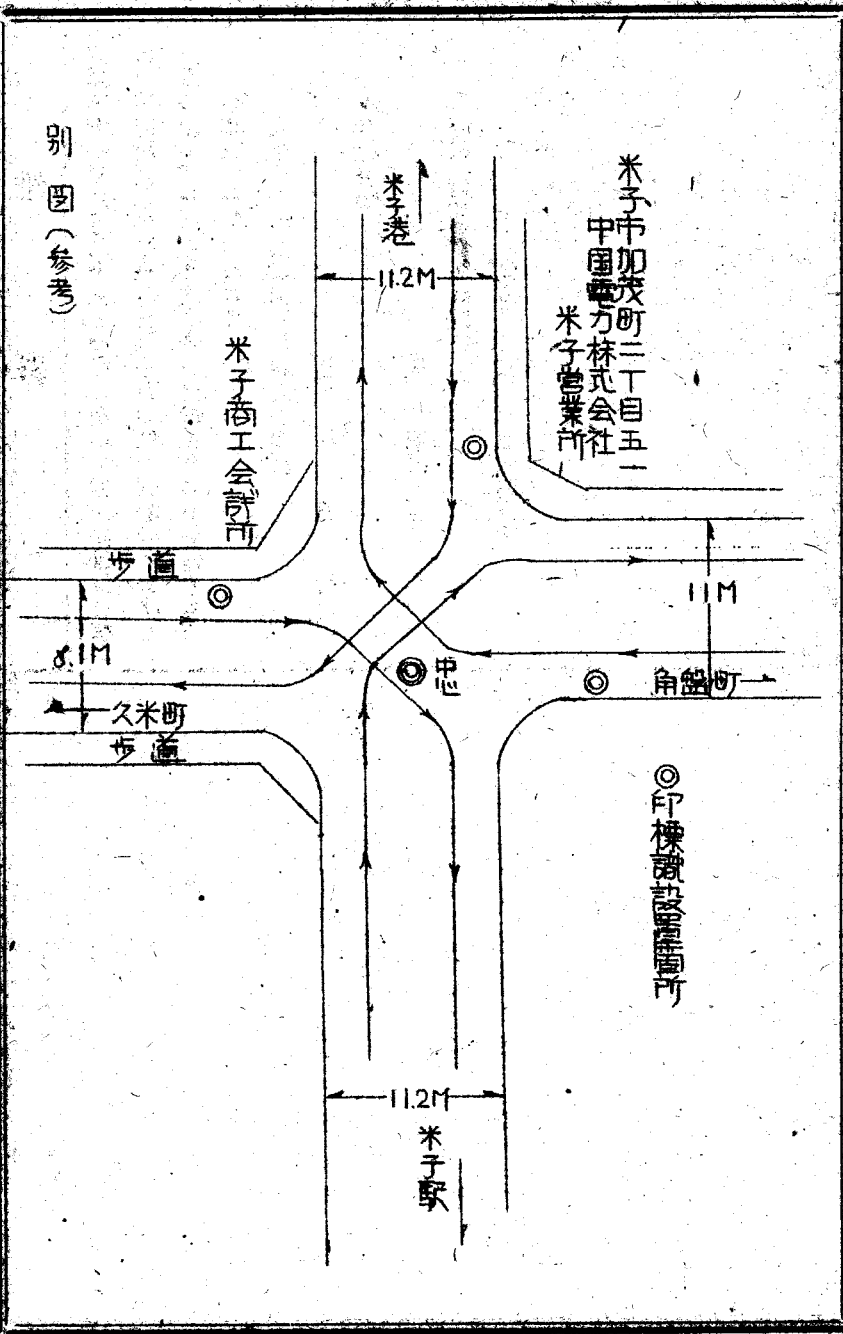 別図(参考)
米子市加茂町二丁目五一
中国電力株式会社
米子営業所
米子港
11.2M
米子商工会議所
歩道
8.1M
久米町
歩道
中心
11M
角盤町
◎印標識設置箇所
11.2M
米子駅